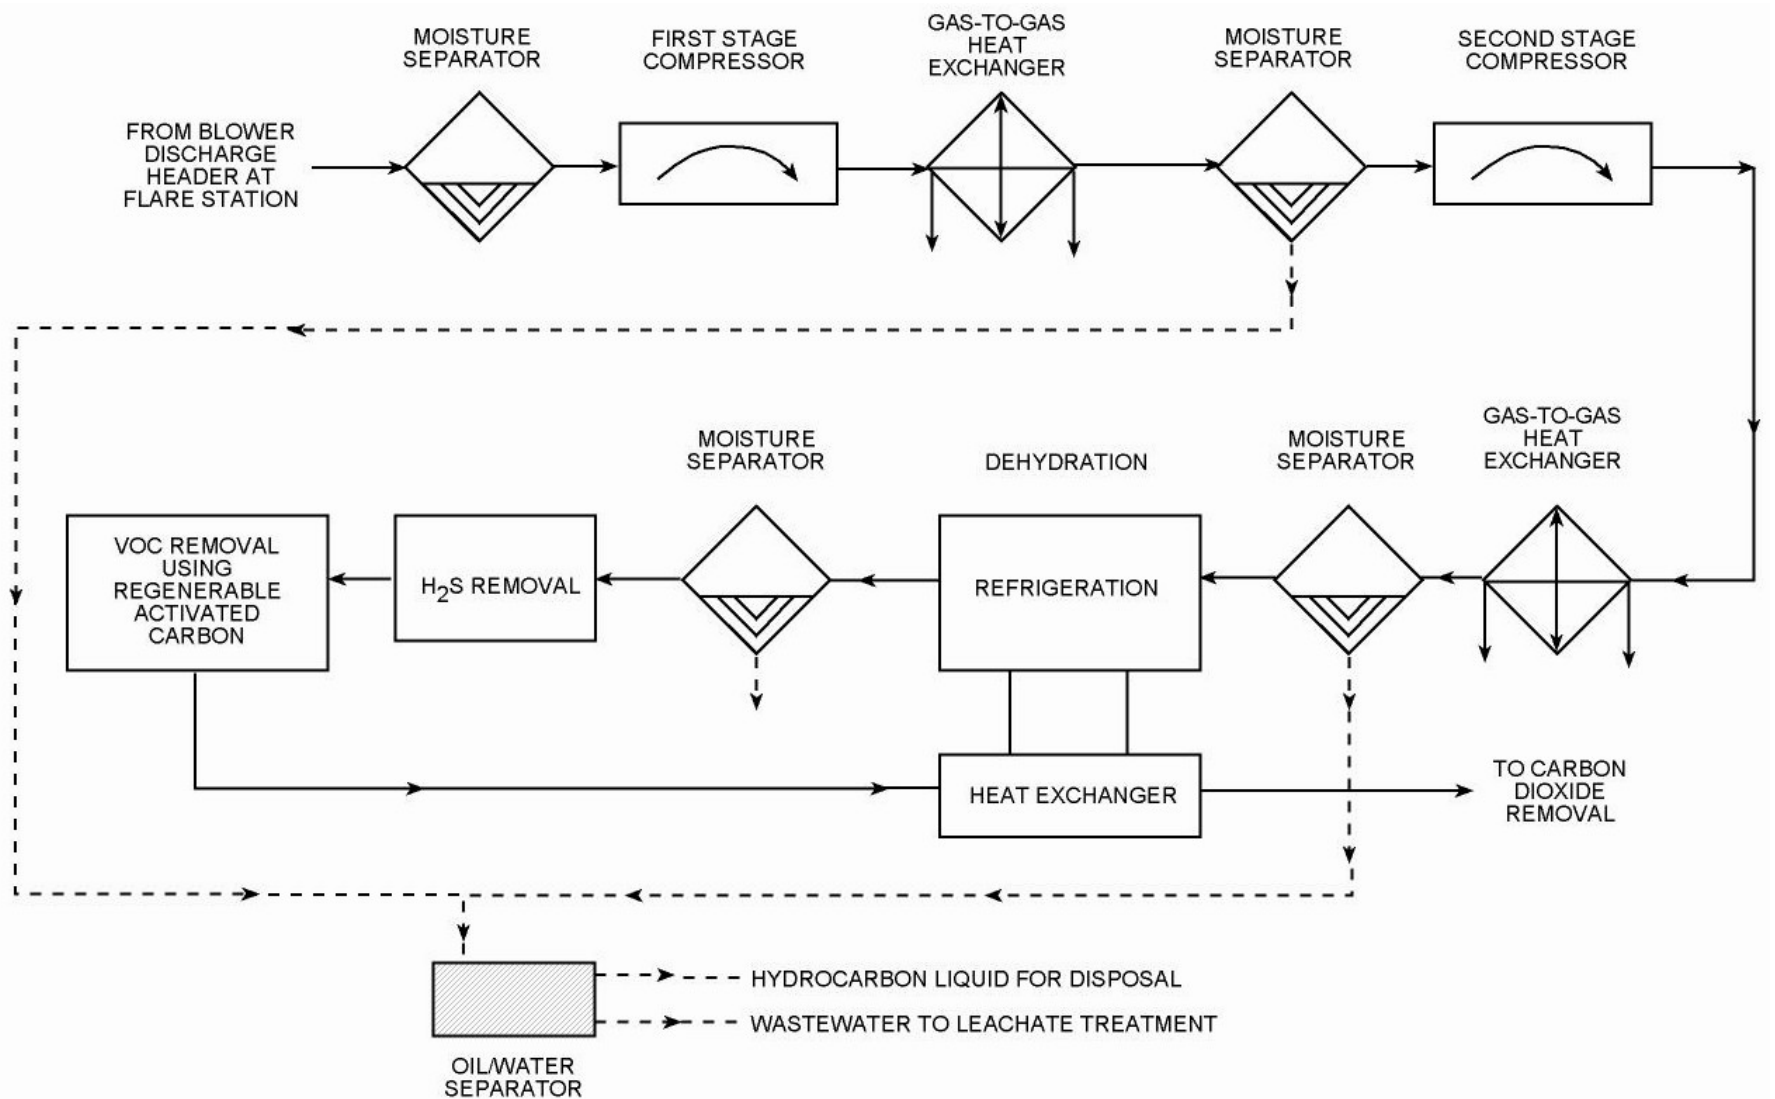 MOISTURE
SEPARATOR
FIRST STAGE
COMPRESSOR
GAS-TO-GAS
HEAT
EXCHANGER
MOISTURE
SEPARATOR
SECOND STAGE
COMPRESSOR
FROM BLOWER
DISCHARGE
HEADER AT
FLARE STATION
MOISTURE
SEPARATOR
DEHYDRATION
MOISTURE
SEPARATOR
GAS-TO-GAS
HEAT
EXCHANGER
VOC REMOVAL
USING
REGENERABLE
ACTIVATED
CARBON
H2S REMOVAL
REFRIGERATION
HEAT EXCHANGER
TO CARBON
DIOXIDE
REMOVAL
HYDROCARBON LIQUID FOR DISPOSAL
WASTEWATER TO LEACHATE TREATMENT
OIL/WATER
SEPARATOR